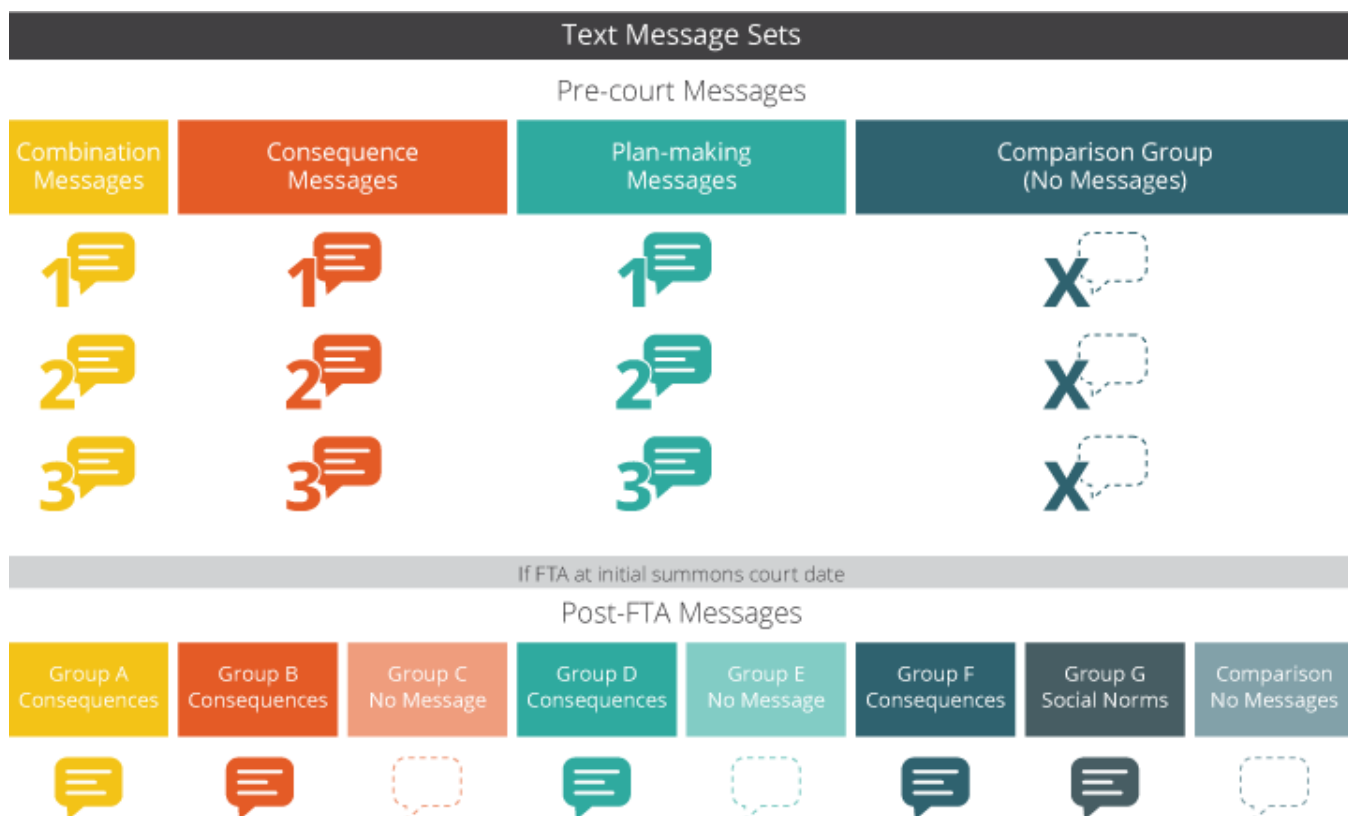 Text Message Sets
Pre-court Messages
Combination
Messages
Consequence
Messages
Plan-making
Messages
Comparison Group
(No Messages)
1
1
1
X
2
2
2
X
3
3
3
X
If FTA at initial summons court date
Post-FTA Messages
Group A
Consequences
Group B
Consequences
Group C
No Message
Group D
Consequences
Group E
No Message
Group F
Consequences
Group G
Social Norms
Comparison
No Messages